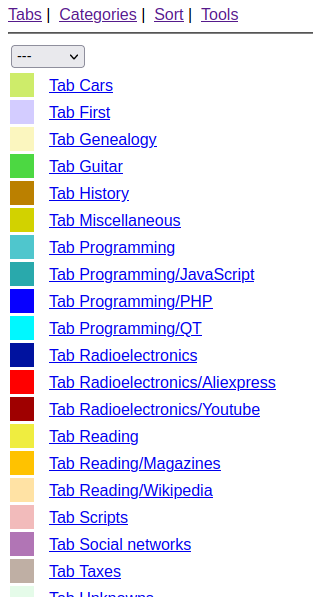 Tabs | Categories | Sort | Tools
---
Tab Cars
Tab First
Tab Genealogy
Tab Guitar
Tab History
Tab Miscellaneous
Tab Programming
Tab Programming/JavaScript
Tab Programming/PHP
Tab Programming/QT
Tab Radioelectronics
Tab Radioelectronics/Aliexpress
Tab Radioelectronics/Youtube
Tab Reading
Tab Reading/Magazines
Tab Reading/Wikipedia
Tab Scripts
Tab Social networks
Tab Taxes
Tab Unknowns